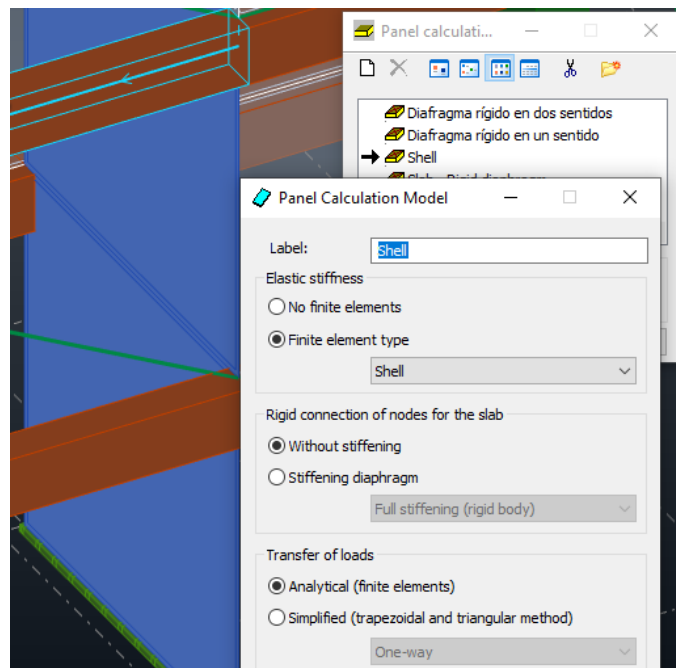 Panel calculati...
Diafragma rígido en dos sentidos
Diafragma rígido en un sentido
Shell
Panel Calculation Model
Label:
Shell
Elastic stiffness
No finite elements
Finite element type
Shell
Rigid connection of nodes for the slab
Without stiffening
Stiffening diaphragm
Full stiffening (rigid body)
Transfer of loads
Analytical (finite elements)
Simplified (trapezoidal and triangular method)
One-way